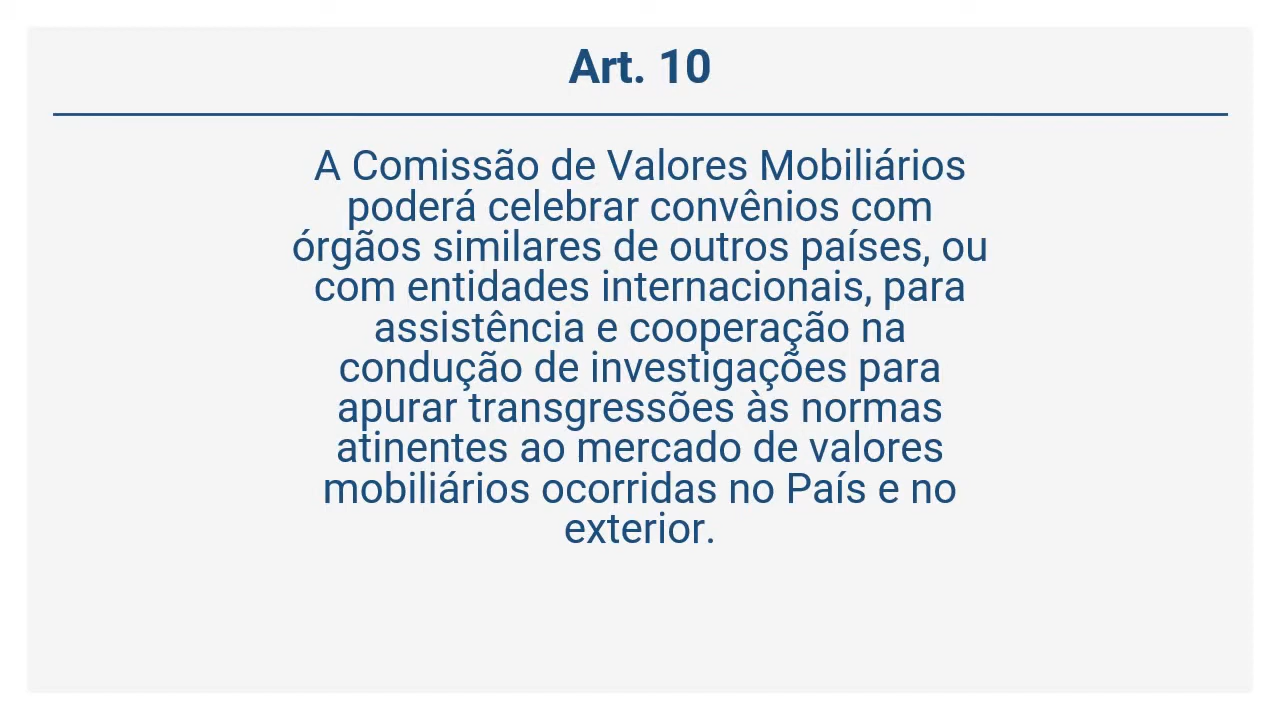 Art. 10
A Comissão de Valores Mobiliários
poderá celebrar convênios com
órgãos similares de outros países, ou
com entidades internacionais, para
assistência e cooperação na
condução de investigações para
apurar transgressões às normas
atinentes ao mercado de valores
mobiliários ocorridas no País e no
exterior.